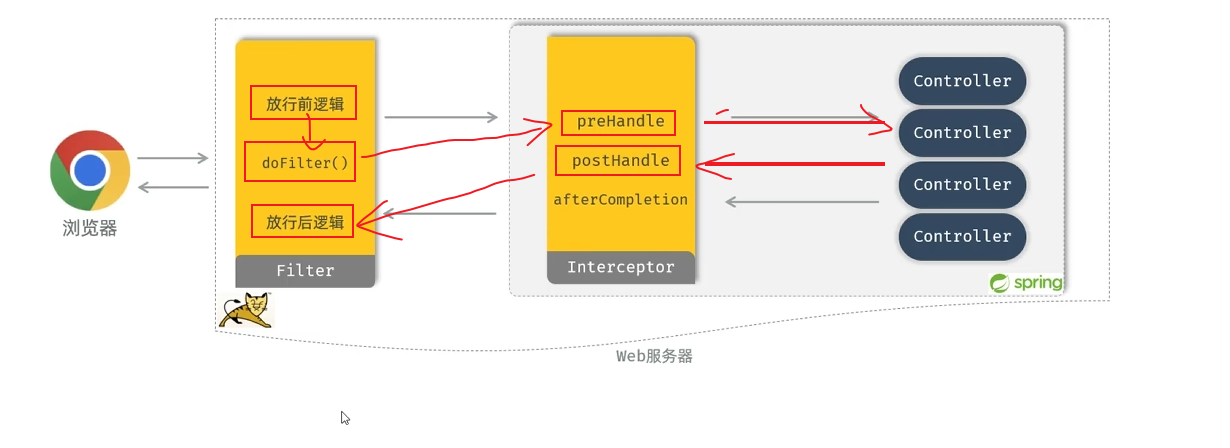 浏览器
放行前逻辑
doFilter()
放行后逻辑
Filter
preHandle
postHandle
afterCompletion
Interceptor
Controller
Controller
Controller
Controller
spring
Web服务器